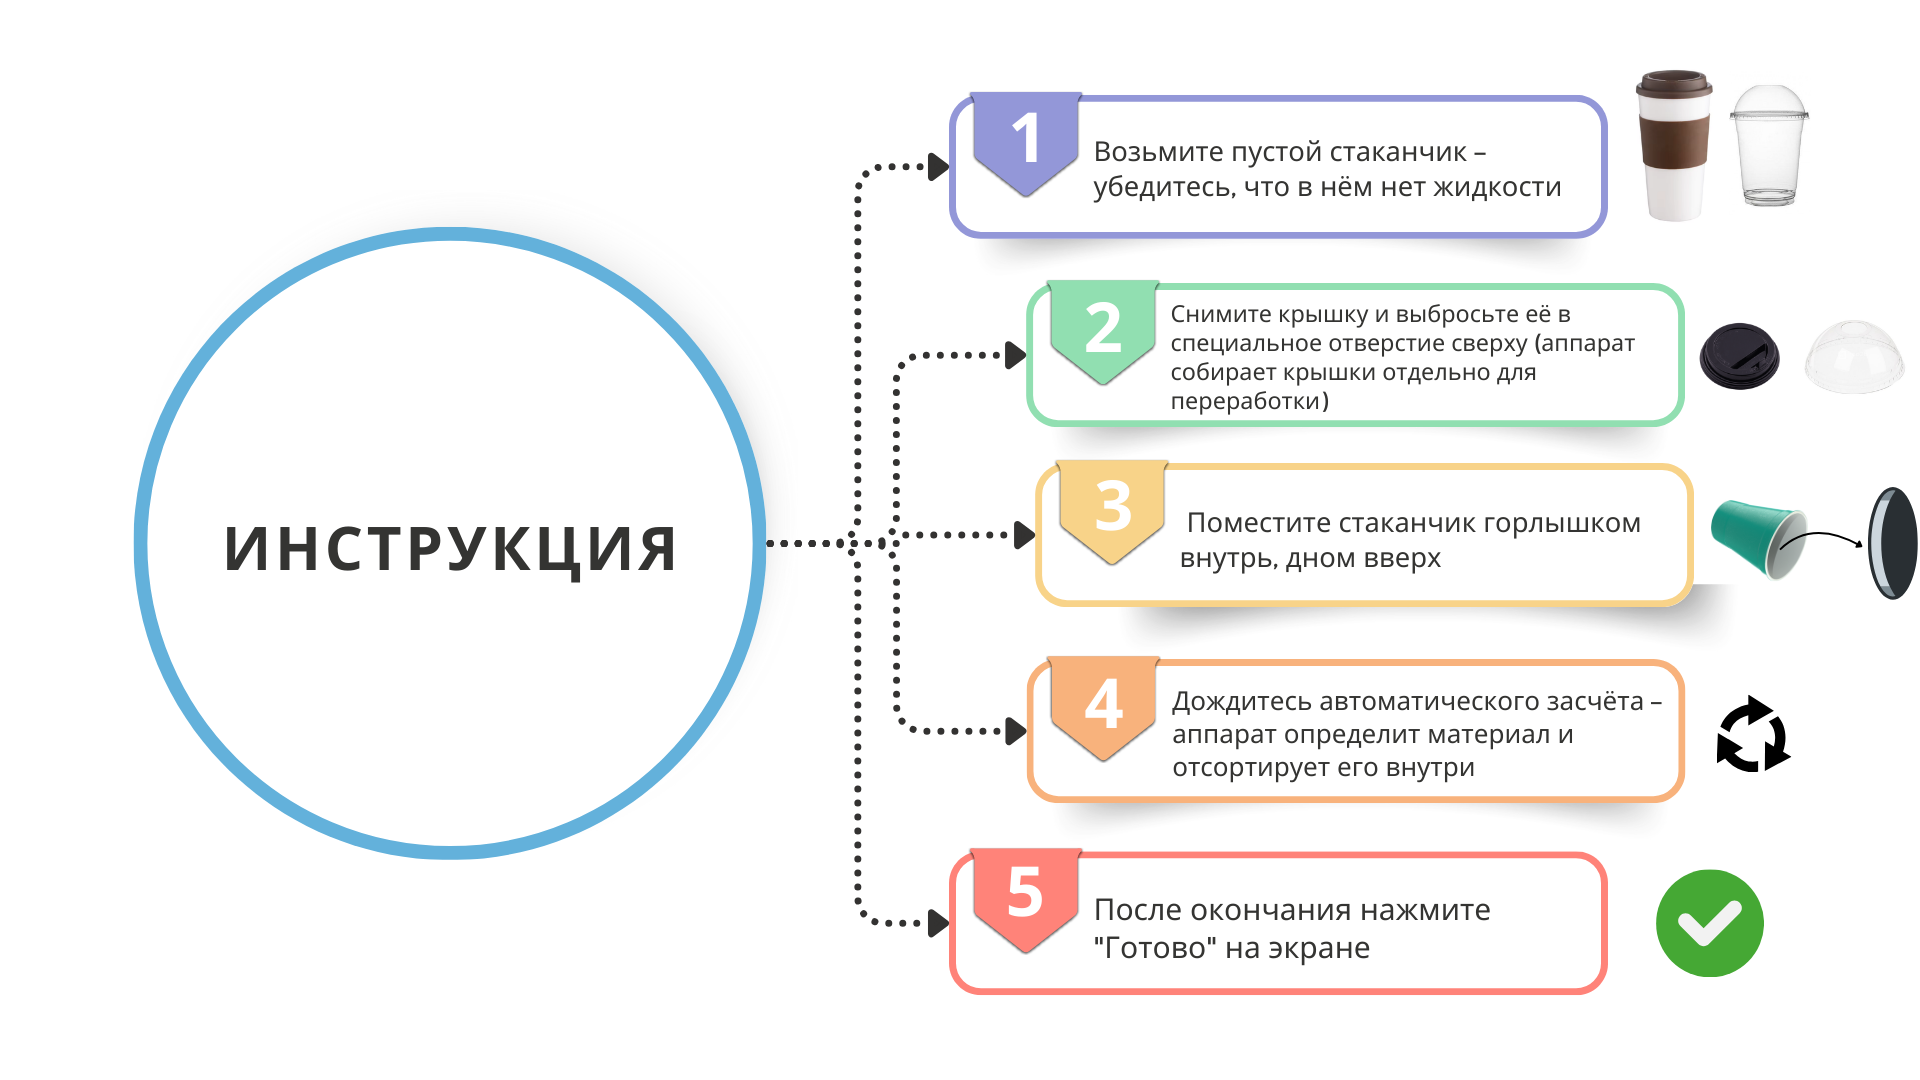 ИНСТРУКЦИЯ
1
Возьмите пустой стаканчик –
убедитесь, что в нём нет жидкости
2
Снимите крышку и выбросьте её в
специальное отверстие сверху (аппарат
собирает крышки отдельно для
переработки)
3
Поместите стаканчик горлышком
внутрь, дном вверх
4
Дождитесь автоматического засчёта –
аппарат определит материал и
отсортирует его внутри
5
После окончания нажмите
"Готово" на экране